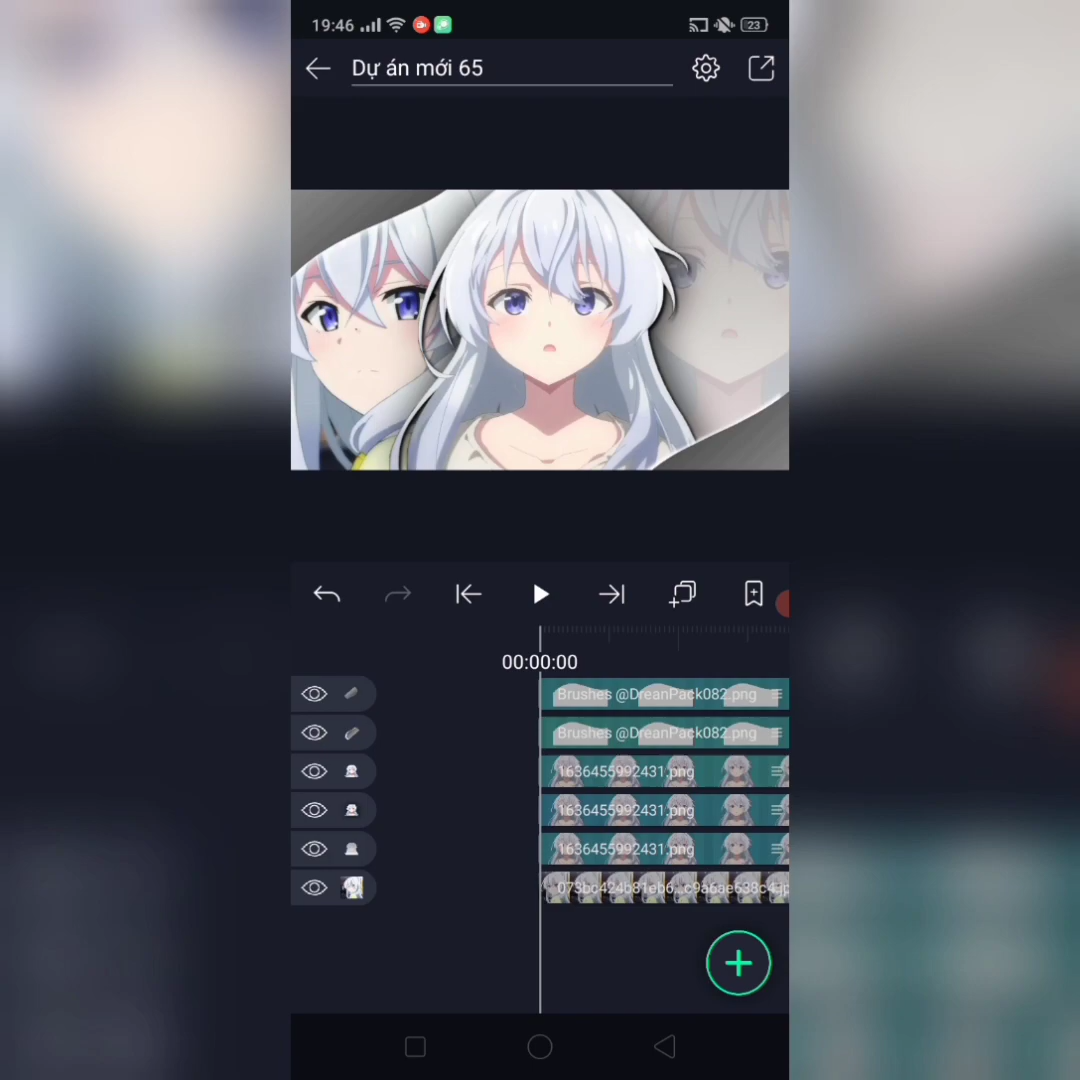 19:46
23
Dự án mới 65
00:00:00
Brushes @DreanPack082.png
Brushes @DreanPack082.png
1636455992431.png
1636455992431.png
1636455992431.png